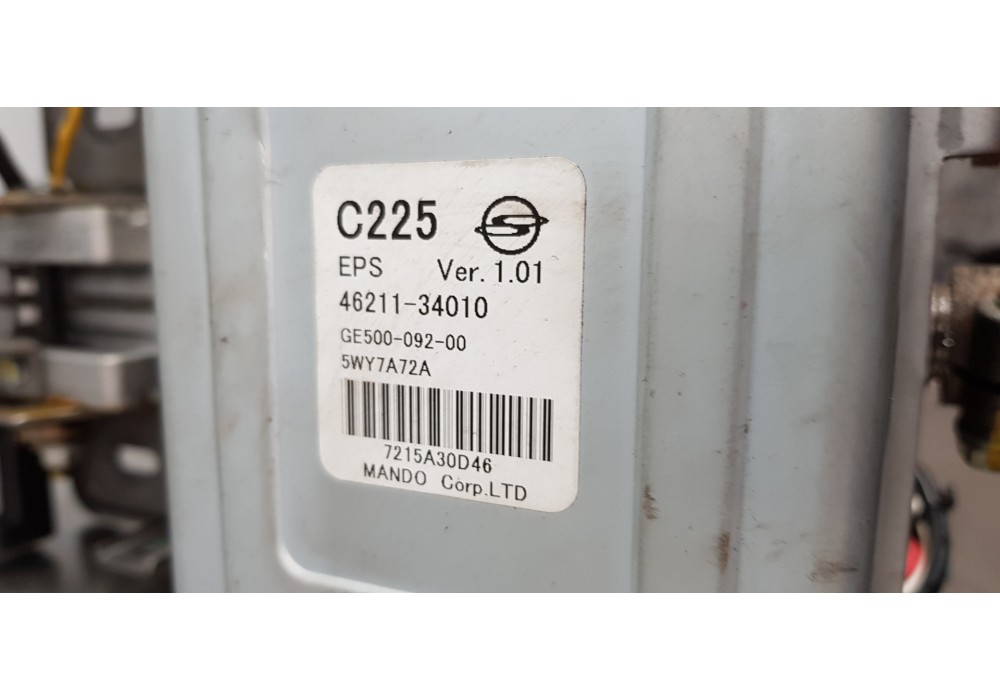 C225
EPS Ver. 1.01
46211-34010
GE500-092-00
5WY7A72A
7215A30D46
MANDO Corp.LTD